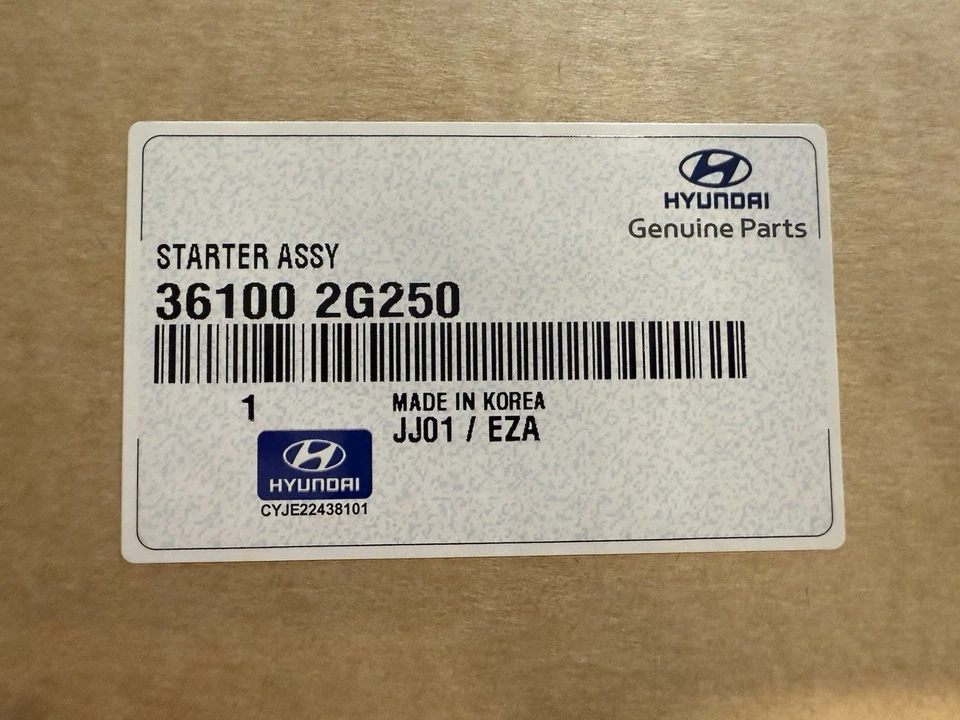 HYUNDAI
Genuine Parts
STARTER ASSY
36100 2G250
1
MADE IN KOREA
JJ01 / EZA
HYUNDAI
CYJE22438101